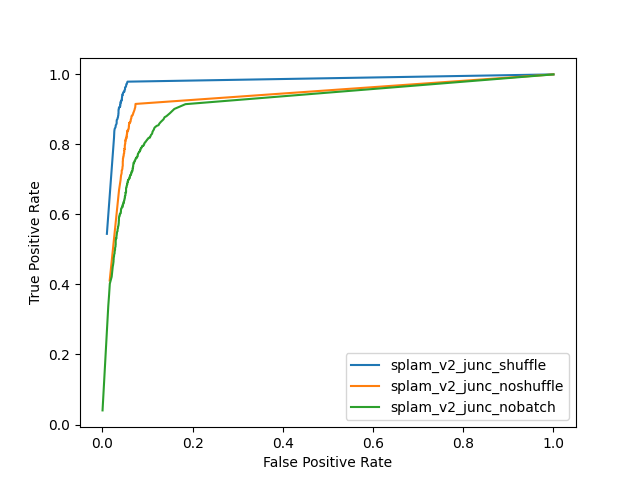 1.0
0.8
0.6
0.4
0.2
0.0
True Positive Rate
0.0 0.2 0.4 0.6 0.8 1.0
False Positive Rate
splam_v2_junc_shuffle
splam_v2_junc_noshuffle
splam_v2_junc_nobatch